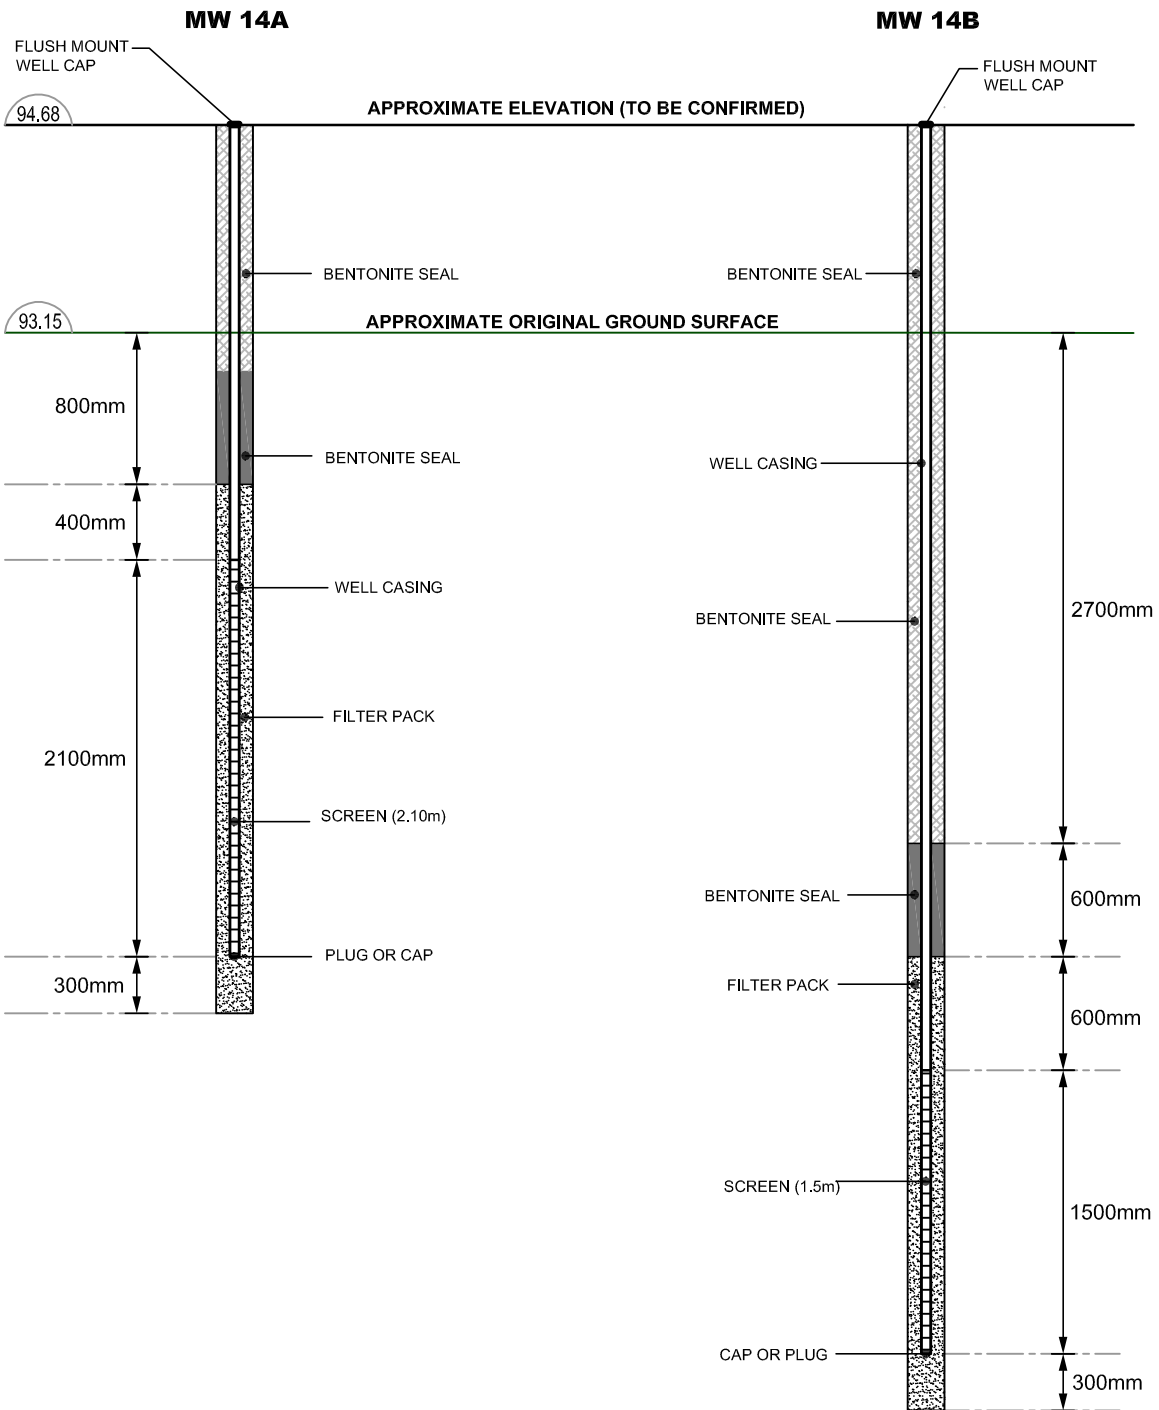 MW 14A
MW 14B
FLUSH MOUNT
WELL CAP
FLUSH MOUNT
WELL CAP
94.68
APPROXIMATE ELEVATION (TO BE CONFIRMED)
BENTONITE SEAL
BENTONITE SEAL
93.15
APPROXIMATE ORIGINAL GROUND SURFACE
800mm
BENTONITE SEAL
WELL CASING
400mm
WELL CASING
BENTONITE SEAL
2700mm
FILTER PACK
2100mm
SCREEN (2.10m)
BENTONITE SEAL
600mm
PLUG OR CAP
300mm
FILTER PACK
600mm
SCREEN (1.5m)
1500mm
CAP OR PLUG
300mm